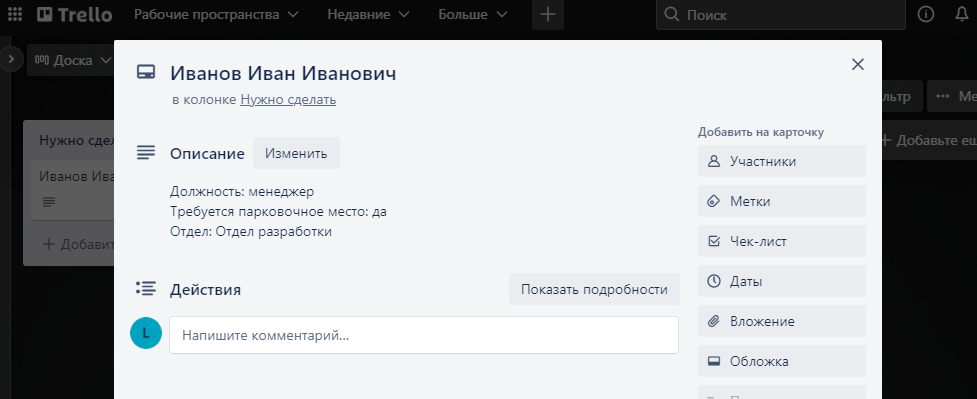 Trello
Рабочие пространства
Недавние
Больше
Поиск
Доска
Иванов Иван Иванович
в колонке Нужно сделать
Добавить на карточку
Описание
Изменить
Участники
Должность: менеджер
Требуется парковочное место: да
Отдел: Отдел разработки
Метки
Чек-лист
Действия
Показать подробности
Даты
L
Напишите комментарий...
Вложение
Обложка
Нужно сдел
Иванов Ива
Добавит
льтр
Ме
Добавьте ещ